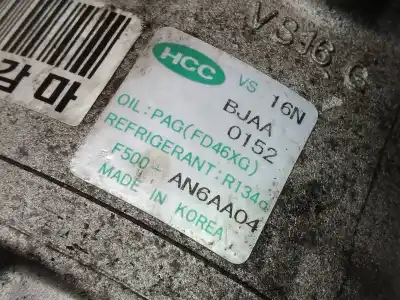 VS16 G
감마
HCC VS 16N
BJAA
0152
OIL: PAG(FD46XG)
REFRIGERANT: R134a
F500 AN6AA04
MADE IN KOREA